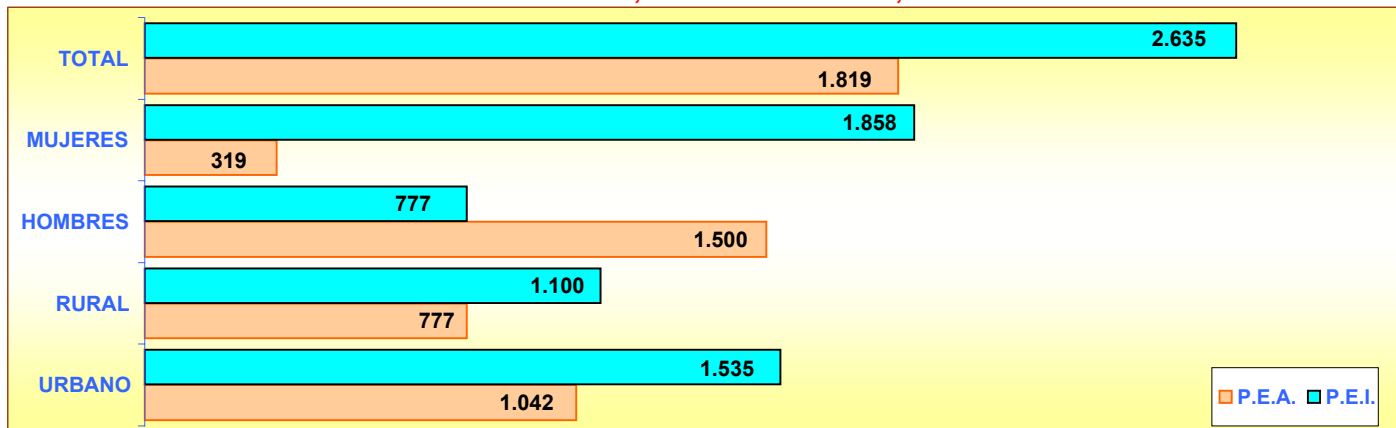 2.635
TOTAL
1.819
1.858
MUJERES
319
777
HOMBRES
1.500
1.100
RURAL
777
1.535
URBANO
1.042
P.E.A. P.E.I.